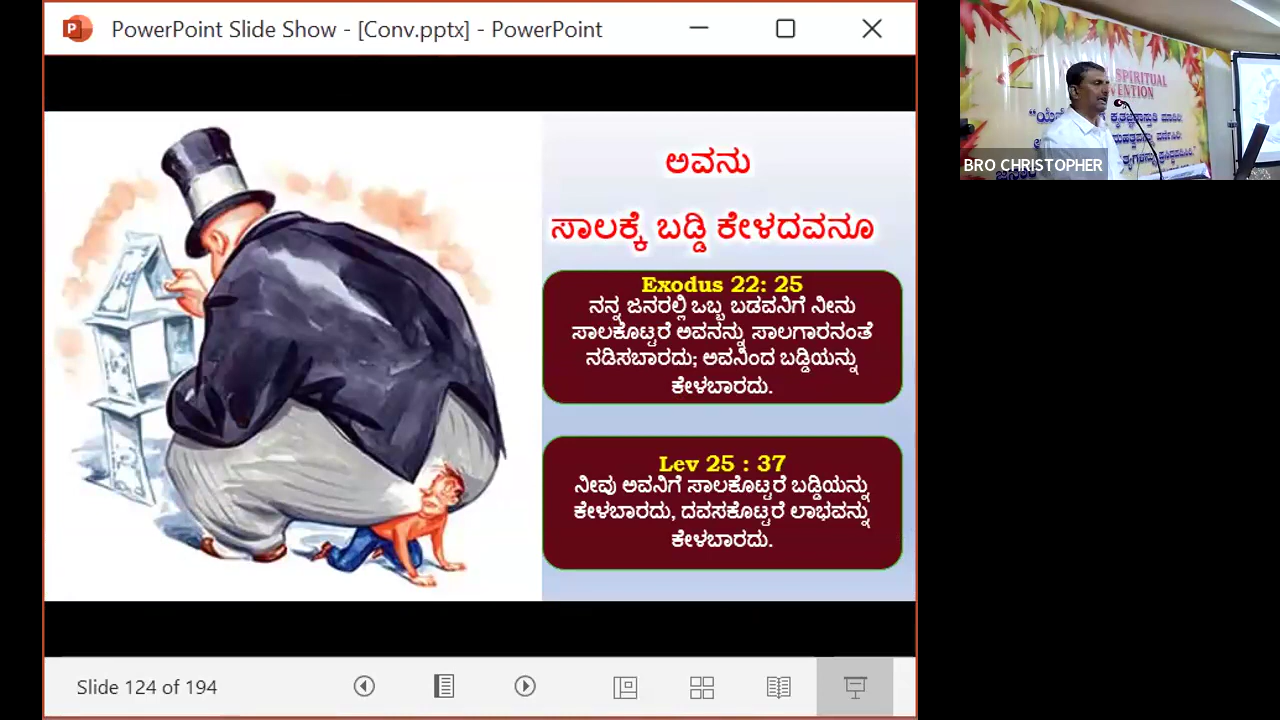 PowerPoint Slide Show - [Conv.pptx] - PowerPoint
ಅವನು
ಸಾಲಕ್ಕೆ ಬಡ್ಡಿ ಕೇಳದವನೂ
Exodus 22: 25
ನನ್ನ ಜನರಲ್ಲಿ ಒಬ್ಬ ಬಡವನಿಗೆ ನೀನು
ಸಾಲಕೊಟ್ಟರೆ ಅವನನ್ನು ಸಾಲಗಾರನಂತೆ
ನಡಿಸಬಾರದು; ಅವನಿಂದ ಬಡ್ಡಿಯನ್ನು
ಕೇಳಬಾರದು.
Lev 25 : 37
ನೀವು ಅವನಿಗೆ ಸಾಲಕೊಟ್ಟರೆ ಬಡ್ಡಿಯನ್ನು
ಕೇಳಬಾರದು, ದವಸಕೊಟ್ಟರೆ ಲಾಭವನ್ನು
ಕೇಳಬಾರದು.
Slide 124 of 194
SPIRITUAL
BRO CHRISTOPHER